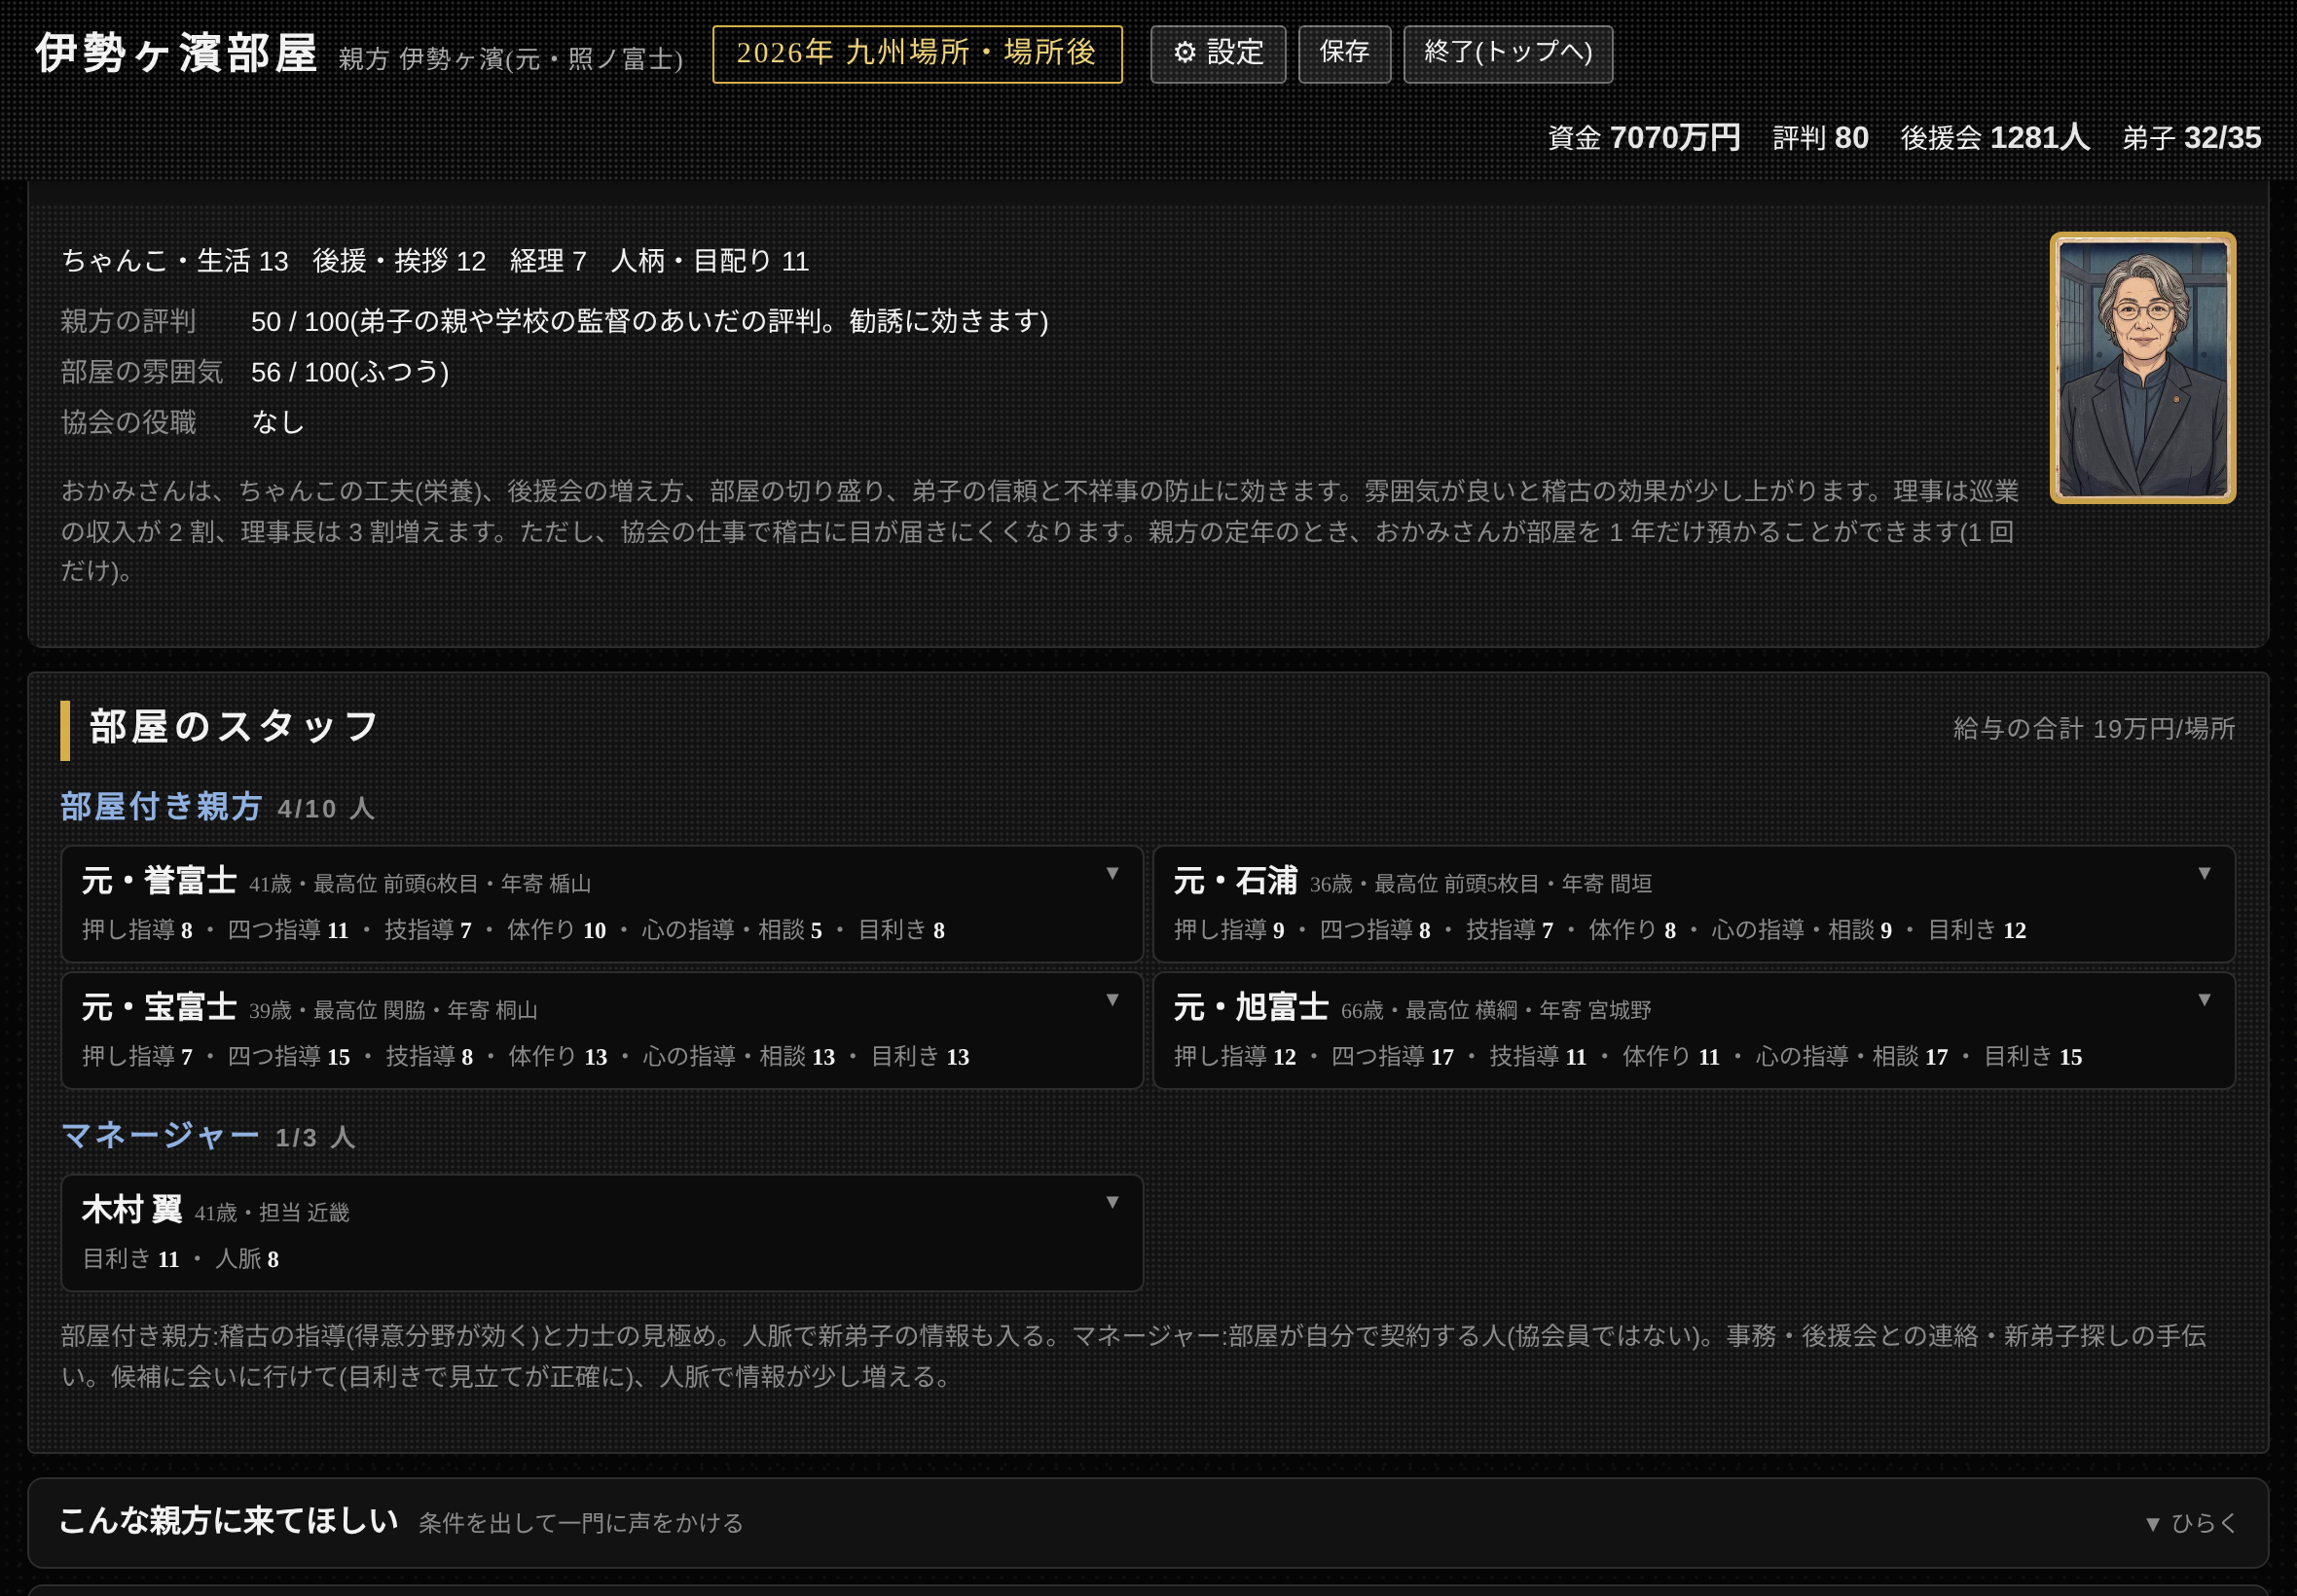 伊勢ヶ濱部屋 親方 伊勢ヶ濱(元・照ノ富士) 2026年 九州場所・場所後 ⚙ 設定 保存 終了(トップへ)
資金 7070万円 評判 80 後援会 1281人 弟子 32/35
ちゃんこ・生活 13 後援・挨拶 12 経理 7 人柄・目配り 11
親方の評判 50 / 100(弟子の親や学校の監督のあいだの評判。勧誘に効きます)
部屋の雰囲気 56 / 100(ふつう)
協会の役職 なし
おかみさんは、ちゃんこの工夫(栄養)、後援会の増え方、部屋の切り盛り、弟子の信頼と不祥事の防止に効きます。雰囲気が良いと稽古の効果が少し上がります。理事は巡業
の収入が 2 割、理事長は 3 割増えます。ただし、協会の仕事で稽古に目が届きにくくなります。親方の定年のとき、おかみさんが部屋を 1 年だけ預かることができます(1 回
だけ)。
部屋のスタッフ 給与の合計 19万円/場所
部屋付き親方 4/10 人
元・誉富士 41歳・最高位 前頭6枚目・年寄 楯山 ▼
押し指導 8 ・ 四つ指導 11 ・ 技指導 7 ・ 体作り 10 ・ 心の指導・相談 5 ・ 目利き 8
元・石浦 36歳・最高位 前頭5枚目・年寄 間垣 ▼
押し指導 9 ・ 四つ指導 8 ・ 技指導 7 ・ 体作り 8 ・ 心の指導・相談 9 ・ 目利き 12
元・宝富士 39歳・最高位 関脇・年寄 桐山 ▼
押し指導 7 ・ 四つ指導 15 ・ 技指導 8 ・ 体作り 13 ・ 心の指導・相談 13 ・ 目利き 13
元・旭富士 66歳・最高位 横綱・年寄 宮城野 ▼
押し指導 12 ・ 四つ指導 17 ・ 技指導 11 ・ 体作り 11 ・ 心の指導・相談 17 ・ 目利き 15
マネージャー 1/3 人
木村 翼 41歳・担当 近畿 ▼
目利き 11 ・ 人脈 8
部屋付き親方:稽古の指導(得意分野が効く)と力士の見極め。人脈で新弟子の情報も入る。マネージャー:部屋が自分で契約する人(協会員ではない)。事務・後援会との連絡・新弟子探しの手伝
い。候補に会いに行けて(目利きで見立てが正確に)、人脈で情報が少し増える。
こんな親方に来てほしい 条件を出して一門に声をかける ▼ ひらく